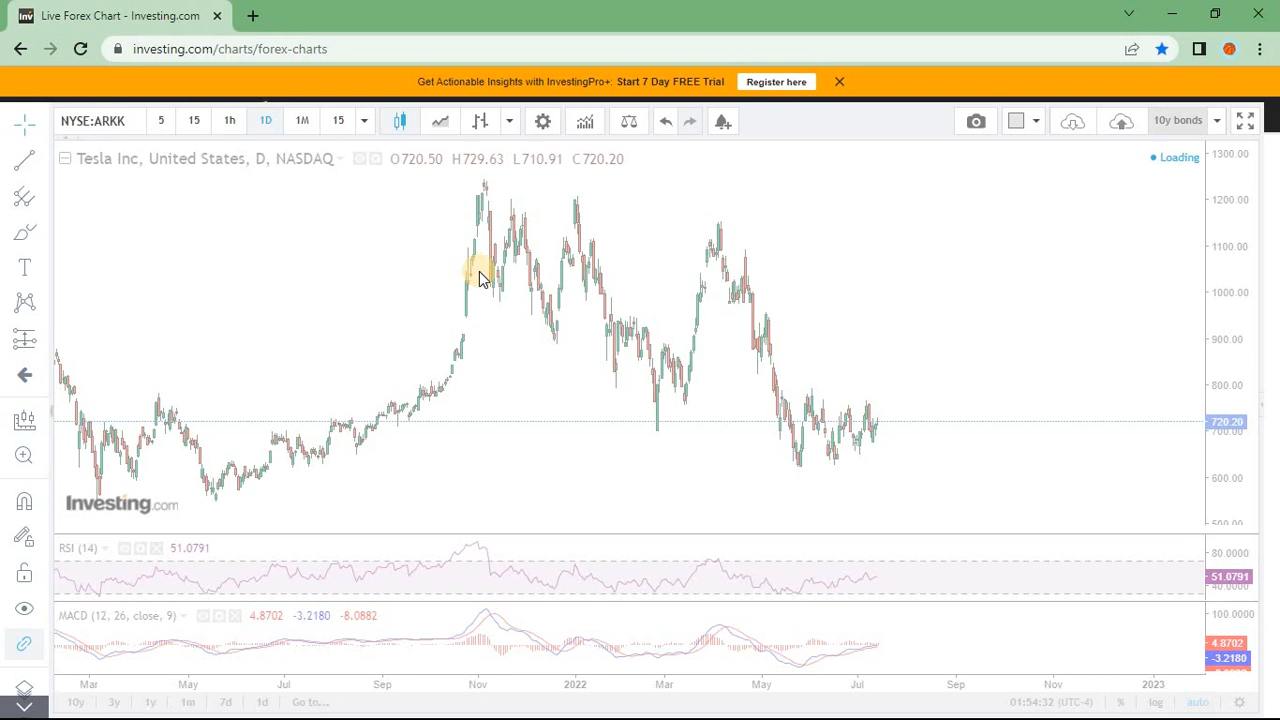 Live Forex Chart - Investing.com
investing.com/charts/forex-charts
Get Actionable Insights with InvestingPro+: Start 7 Day FREE Trial Register here
NYSE:ARKK 5 15 1h 1D 1M 15 10y bonds
Tesla Inc, United States, D, NASDAQ O720.50 H729.63 L710.91 C720.20
Loading
1300.00
1200.00
1100.00
1000.00
900.00
800.00
720.20
700.00
600.00
500.00
Investing.com
RSI (14) 51.0791
80.0000
51.0791
40.0000
MACD (12, 26, close, 9) 4.8702 -3.2180 -8.0882
100.0000
4.8702
-3.2180
Mar May Jul Sep Nov 2022 Mar May Jul Sep Nov 2023
10y 3y 1y 1m 7d 1d Go to... 01:54:32 (UTC-4) % log auto